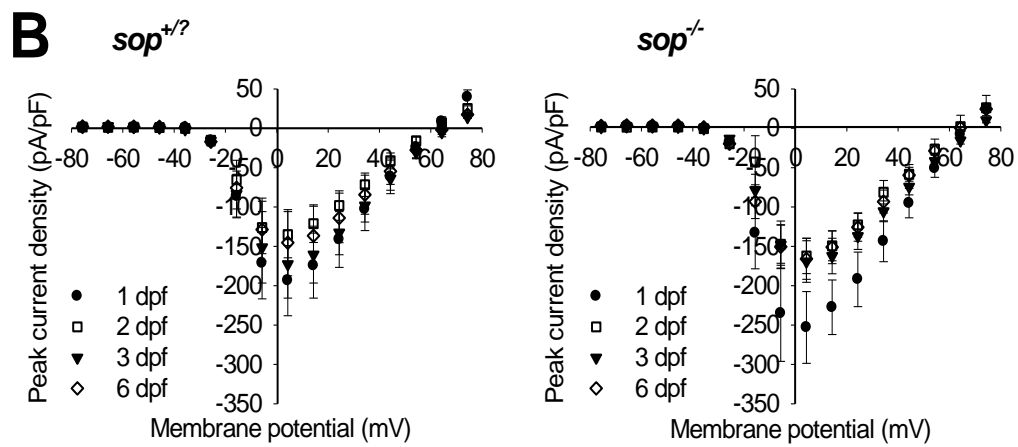 B
sop+/?
sop-/-
Peak current density (pA/pF)
50
0
-50
-100
-150
-200
-250
-300
-350
-80 -60 -40 -20 0 20 40 60 80
1 dpf
2 dpf
3 dpf
6 dpf
Membrane potential (mV)
Peak current density (pA/pF)
50
0
-50
-100
-150
-200
-250
-300
-350
-80 -60 -40 -20 0 20 40 60 80
1 dpf
2 dpf
3 dpf
6 dpf
Membrane potential (mV)